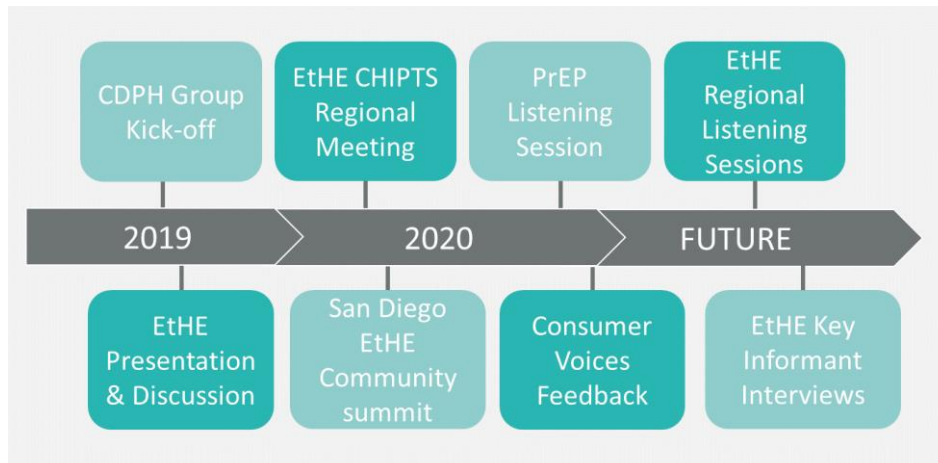 CDPH Group
Kick-off
EtHE CHIPTS
Regional
Meeting
PrEP
Listening
Session
EtHE
Regional
Listening
Sessions
2019
2020
FUTURE
EtHE
Presentation
& Discussion
San Diego
EtHE
Community
summit
Consumer
Voices
Feedback
EtHE Key
Informant
Interviews